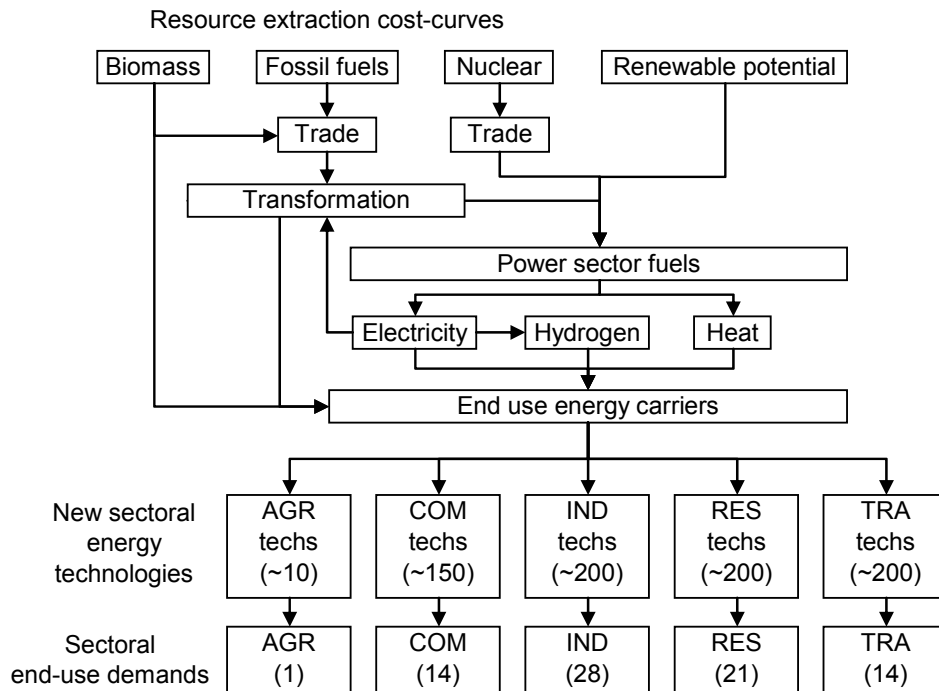 Resource extraction cost-curves
Biomass
Fossil fuels
Nuclear
Renewable potential
Trade
Trade
Transformation
Power sector fuels
Electricity
Hydrogen
Heat
End use energy carriers
New sectoral
energy
technologies
AGR
techs
(~10)
COM
techs
(~150)
IND
techs
(~200)
RES
techs
(~200)
TRA
techs
(~200)
Sectoral
end-use demands
AGR
(1)
COM
(14)
IND
(28)
RES
(21)
TRA
(14)